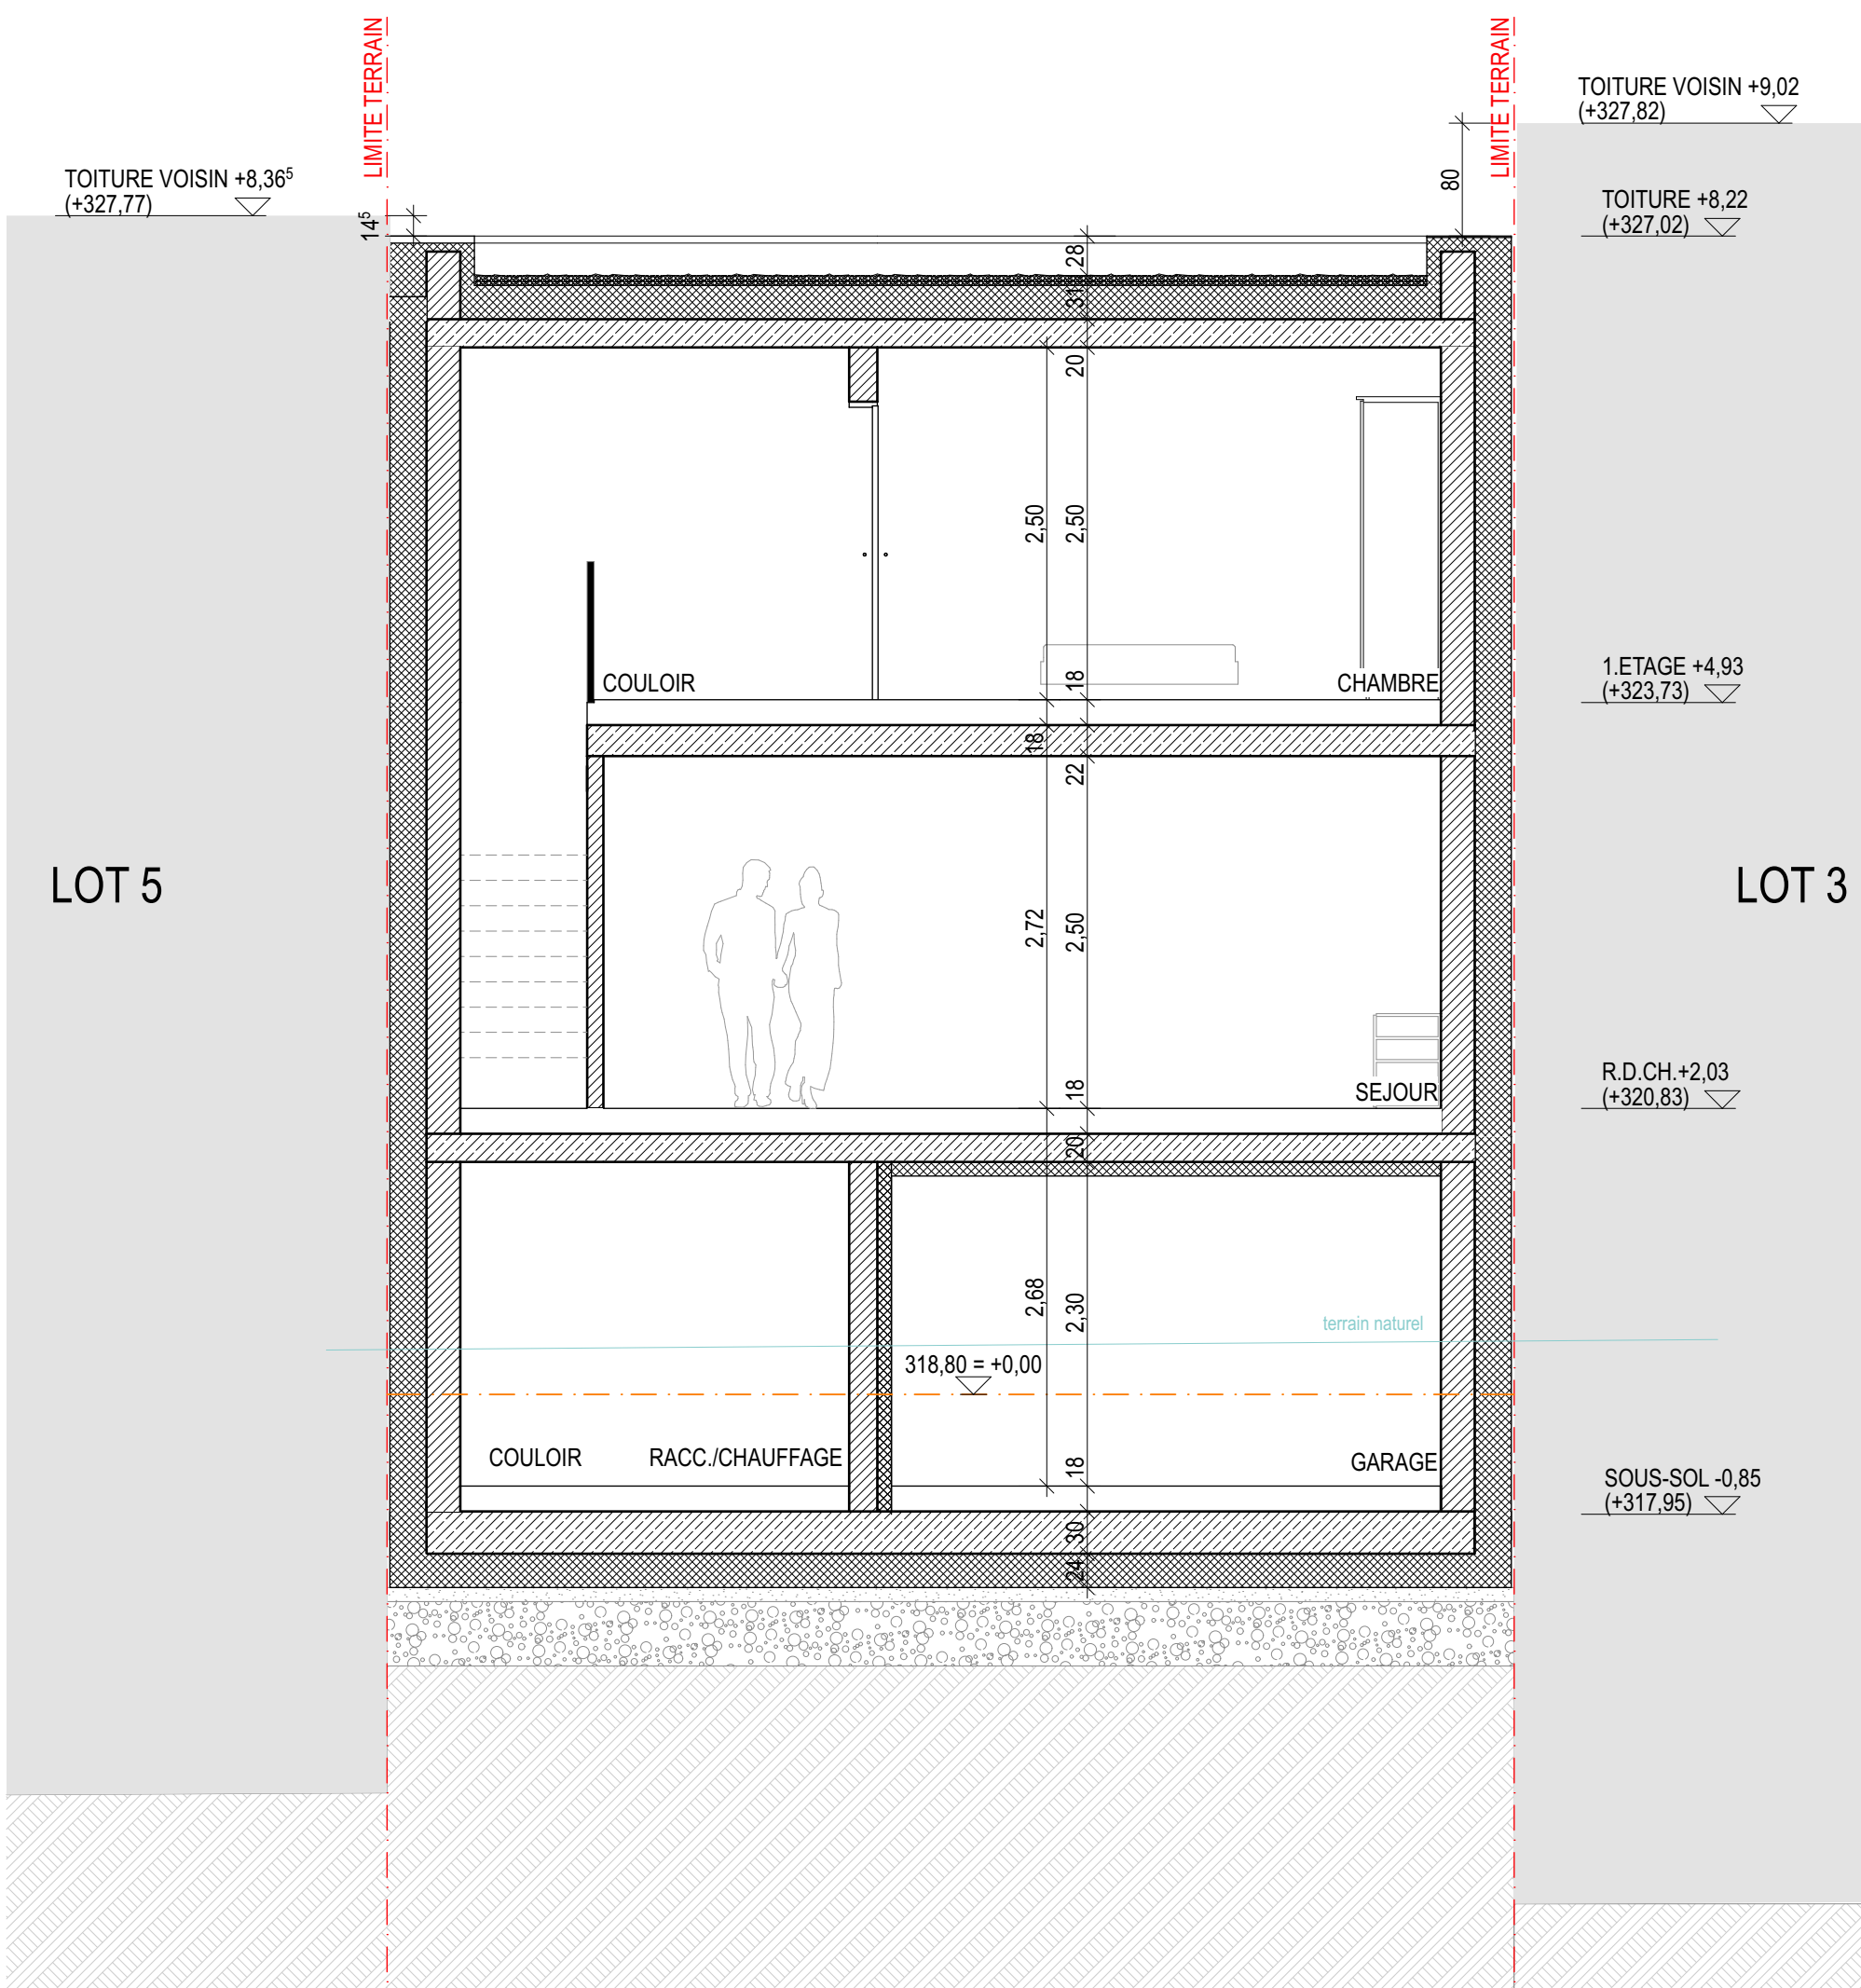 LIMITE TERRAIN
LIMITE TERRAIN
TOITURE VOISIN +9,02
(+327,82)
TOITURE VOISIN +8,36⁵
(+327,77)
80
TOITURE +8,22
(+327,02)
14⁵
28
31
20
2,50
2,50
COULOIR
18
CHAMBRE
1.ETAGE +4,93
(+323,73)
18
22
LOT 5
LOT 3
2,72
2,50
18
SEJOUR
R.D.CH.+2,03
(+320,83)
20
2,68
2,30
terrain naturel
318,80 = +0,00
COULOIR
RACC./CHAUFFAGE
18
GARAGE
SOUS-SOL -0,85
(+317,95)
30
24